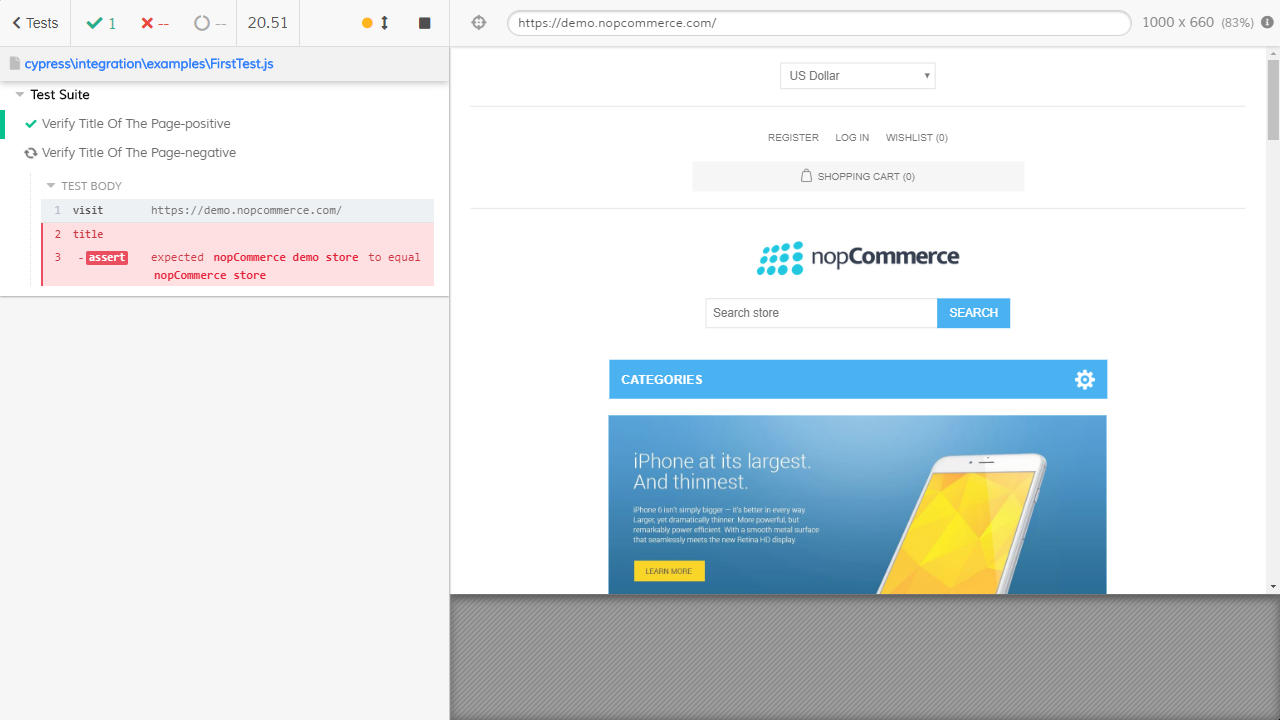 Tests 1 -- -- 20.51
cypress\integration\examples\FirstTest.js
Test Suite
Verify Title Of The Page-positive
Verify Title Of The Page-negative
TEST BODY
1 visit https://demo.nopcommerce.com/
2 title
3 - assert expected nopCommerce demo store to equal
nopCommerce store
https://demo.nopcommerce.com/ 1000 x 660 (83%)
US Dollar
REGISTER LOG IN WISHLIST (0)
SHOPPING CART (0)
nopCommerce
Search store SEARCH
CATEGORIES
iPhone at its largest.
And thinnest.
iPhone 6 isn't simply bigger — it's better in every way.
Larger, yet dramatically thinner. More powerful, but
remarkably power efficient. With a smooth metal surface
that seamlessly meets the new Retina HD display.
LEARN MORE